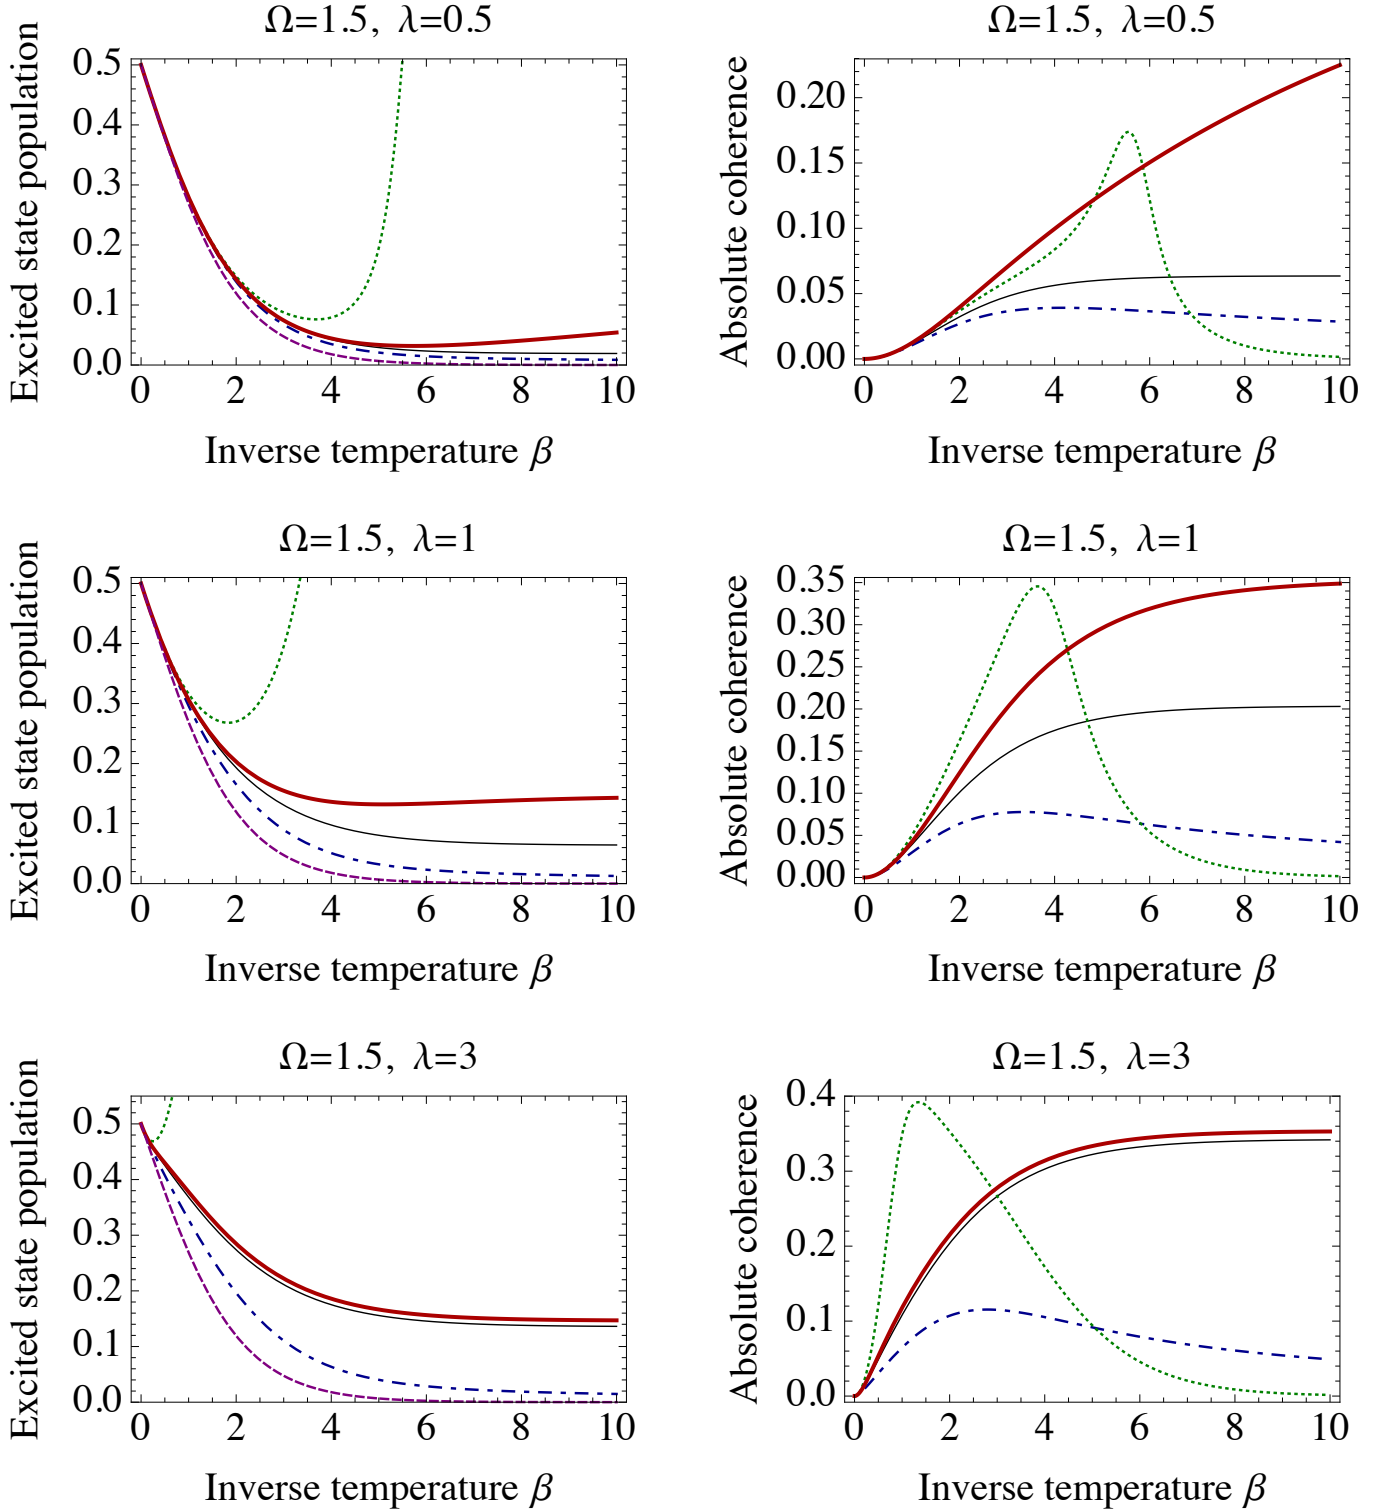 Ω=1.5, λ=0.5
Excited state population
0.5
0.4
0.3
0.2
0.1
0.0
0 2 4 6 8 10
Inverse temperature β
Ω=1.5, λ=0.5
Absolute coherence
0.20
0.15
0.10
0.05
0.00
0 2 4 6 8 10
Inverse temperature β
Ω=1.5, λ=1
Excited state population
0.5
0.4
0.3
0.2
0.1
0.0
0 2 4 6 8 10
Inverse temperature β
Ω=1.5, λ=1
Absolute coherence
0.35
0.30
0.25
0.20
0.15
0.10
0.05
0.00
0 2 4 6 8 10
Inverse temperature β
Ω=1.5, λ=3
Excited state population
0.5
0.4
0.3
0.2
0.1
0.0
0 2 4 6 8 10
Inverse temperature β
Ω=1.5, λ=3
Absolute coherence
0.4
0.3
0.2
0.1
0.0
0 2 4 6 8 10
Inverse temperature β